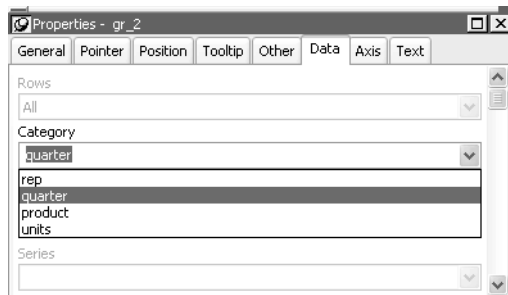 Properties - gr_2
General Pointer Position Tooltip Other Data Axis Text
Rows
All
Category
quarter
rep
quarter
product
units
Series